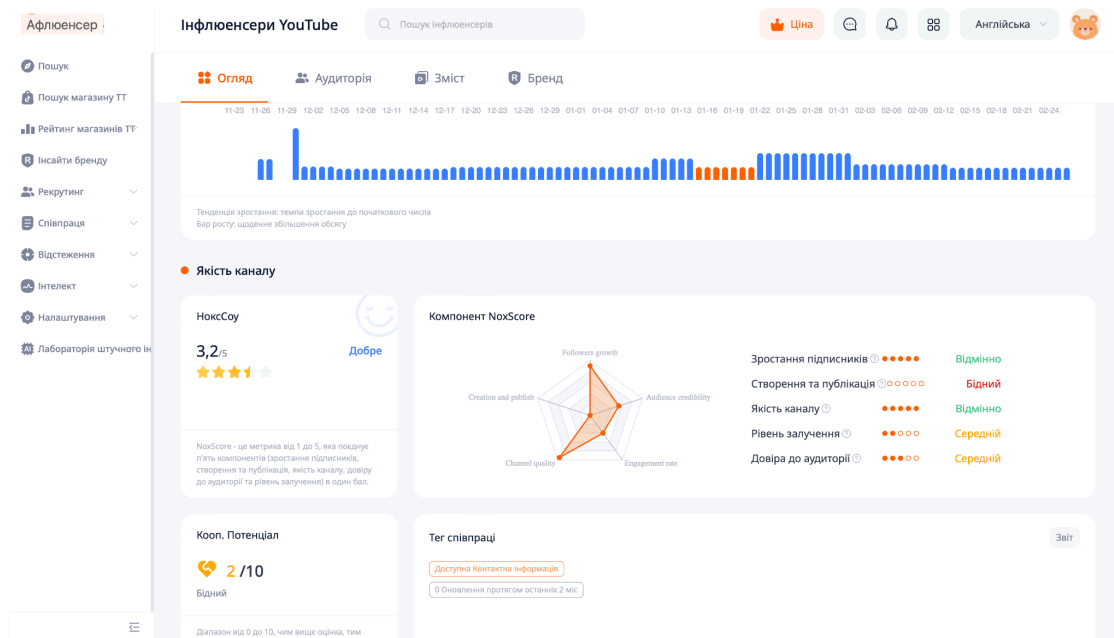 Афлюенсер
Інфлюенсери YouTube
Пошук інфлюенсерів
Ціна
Англійська
Пошук
Пошук магазину ТТ
Рейтинг магазинів ТТ
Інсайти бренду
Рекрутинг
Співпраця
Відстеження
Інтелект
Налаштування
Лабораторія штучного ін
Огляд
Аудиторія
Зміст
Бренд
11-23 11-26 11-29 12-02 12-05 12-08 12-11 12-14 12-17 12-20 12-23 12-26 12-29 01-01 01-04 01-07 01-10 01-13 01-16 01-19 01-22 01-25 01-28 01-31 02-03 02-06 02-09 02-12 02-15 02-18 02-21 02-24
Тенденція зростання: темпи зростання до початкового числа
Бар росту: щоденне збільшення обсягу
Якість каналу
НоксСоу
3,2/5
Добре
NoxScore - це метрика від 1 до 5, яка поєднує
п'ять компонентів (зростання підписників,
створення та публікація, якість каналу, довіру
до аудиторії та рівень залучення) в один бал.
Компонент NoxScore
Followers growth
Creation and publish
Audience credibility
Channel quality
Engagement rate
Зростання підписників Відмінно
Створення та публікація Бідний
Якість каналу Відмінно
Рівень залучення Середній
Довіра до аудиторії Середній
Кооп. Потенціал
2 /10
Бідний
Діапазон від 0 до 10, чим вище оцінка, тим
Тег співпраці
Звіт
Доступна Контактна Інформація
0 Оновлення протягом останніх 2 міс